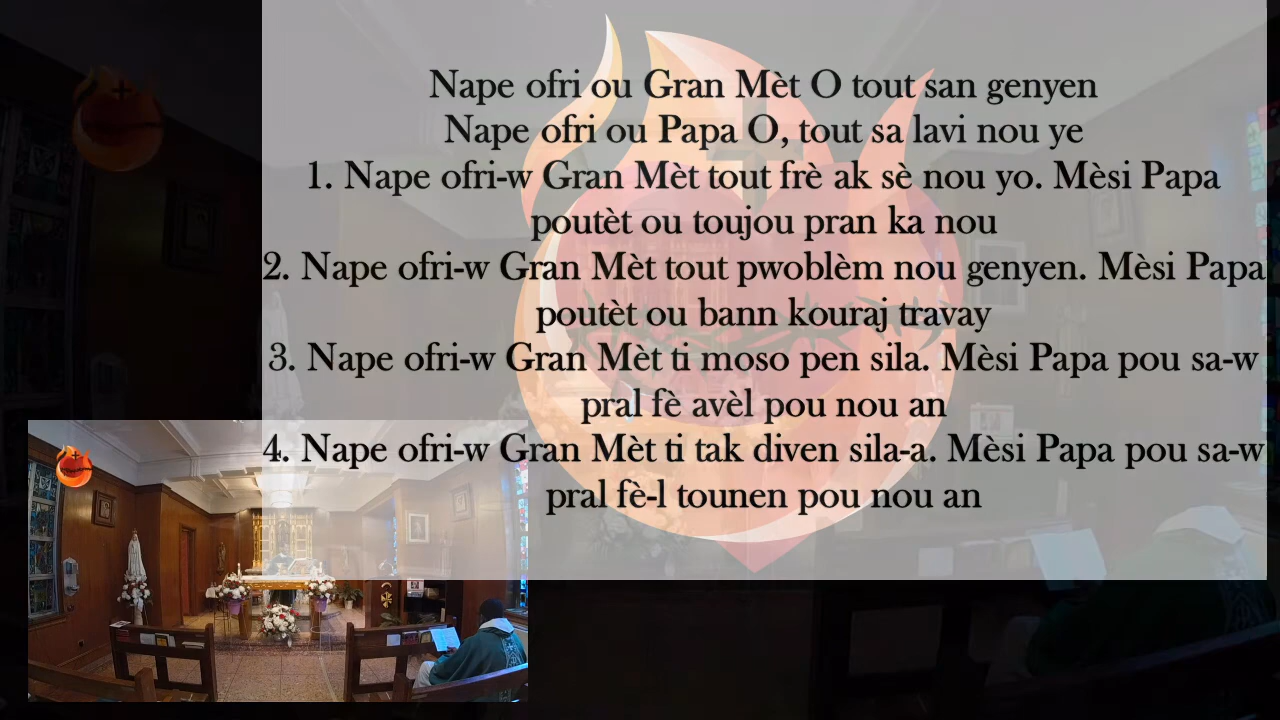 Nape ofri ou Gran Mèt O tout san genyen
Nape ofri ou Papa O, tout sa lavi nou ye
1. Nape ofri-w Gran Mèt tout frè ak sè nou yo. Mèsi Papa
poutèt ou toujou pran ka nou
2. Nape ofri-w Gran Mèt tout pwoblèm nou genyen. Mèsi Papa
poutèt ou bann kouraj travay
3. Nape ofri-w Gran Mèt ti moso pen sila. Mèsi Papa pou sa-w
pral fè avèl pou nou an
4. Nape ofri-w Gran Mèt ti tak diven sila-a. Mèsi Papa pou sa-w
pral fè-l tounen pou nou an